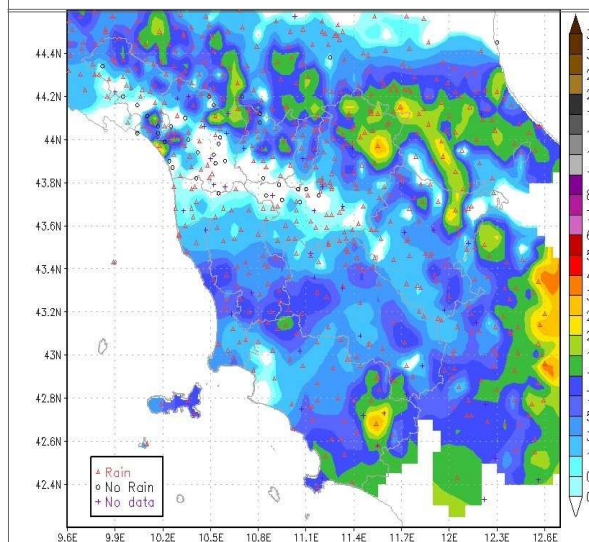 44.4N
44.2N
44N
43.8N
43.6N
43.4N
43.2N
43N
42.8N
42.6N
42.4N
Rain
No Rain
No data
9.6E 9.9E 10.2E 10.5E 10.8E 11.1E 11.4E 11.7E 12E 12.3E 12.6E